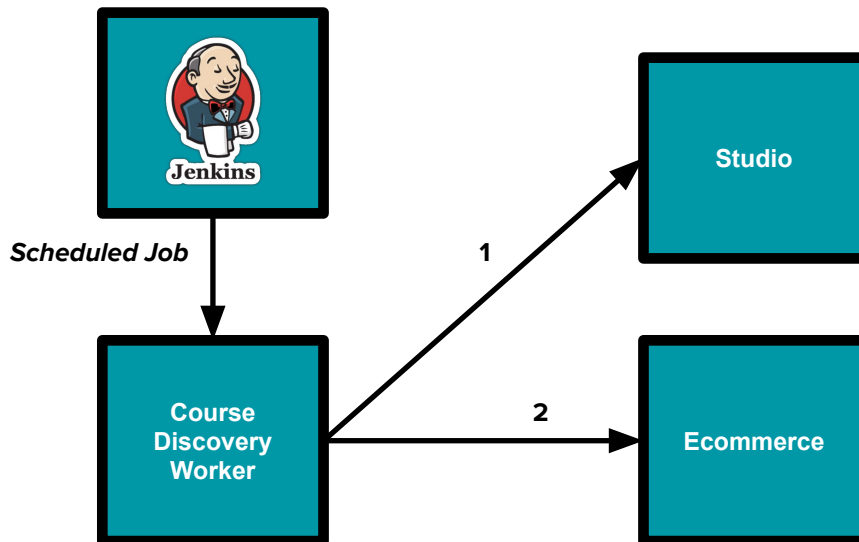 Jenkins
Studio
Scheduled Job
1
Course
Discovery
Worker
2
Ecommerce